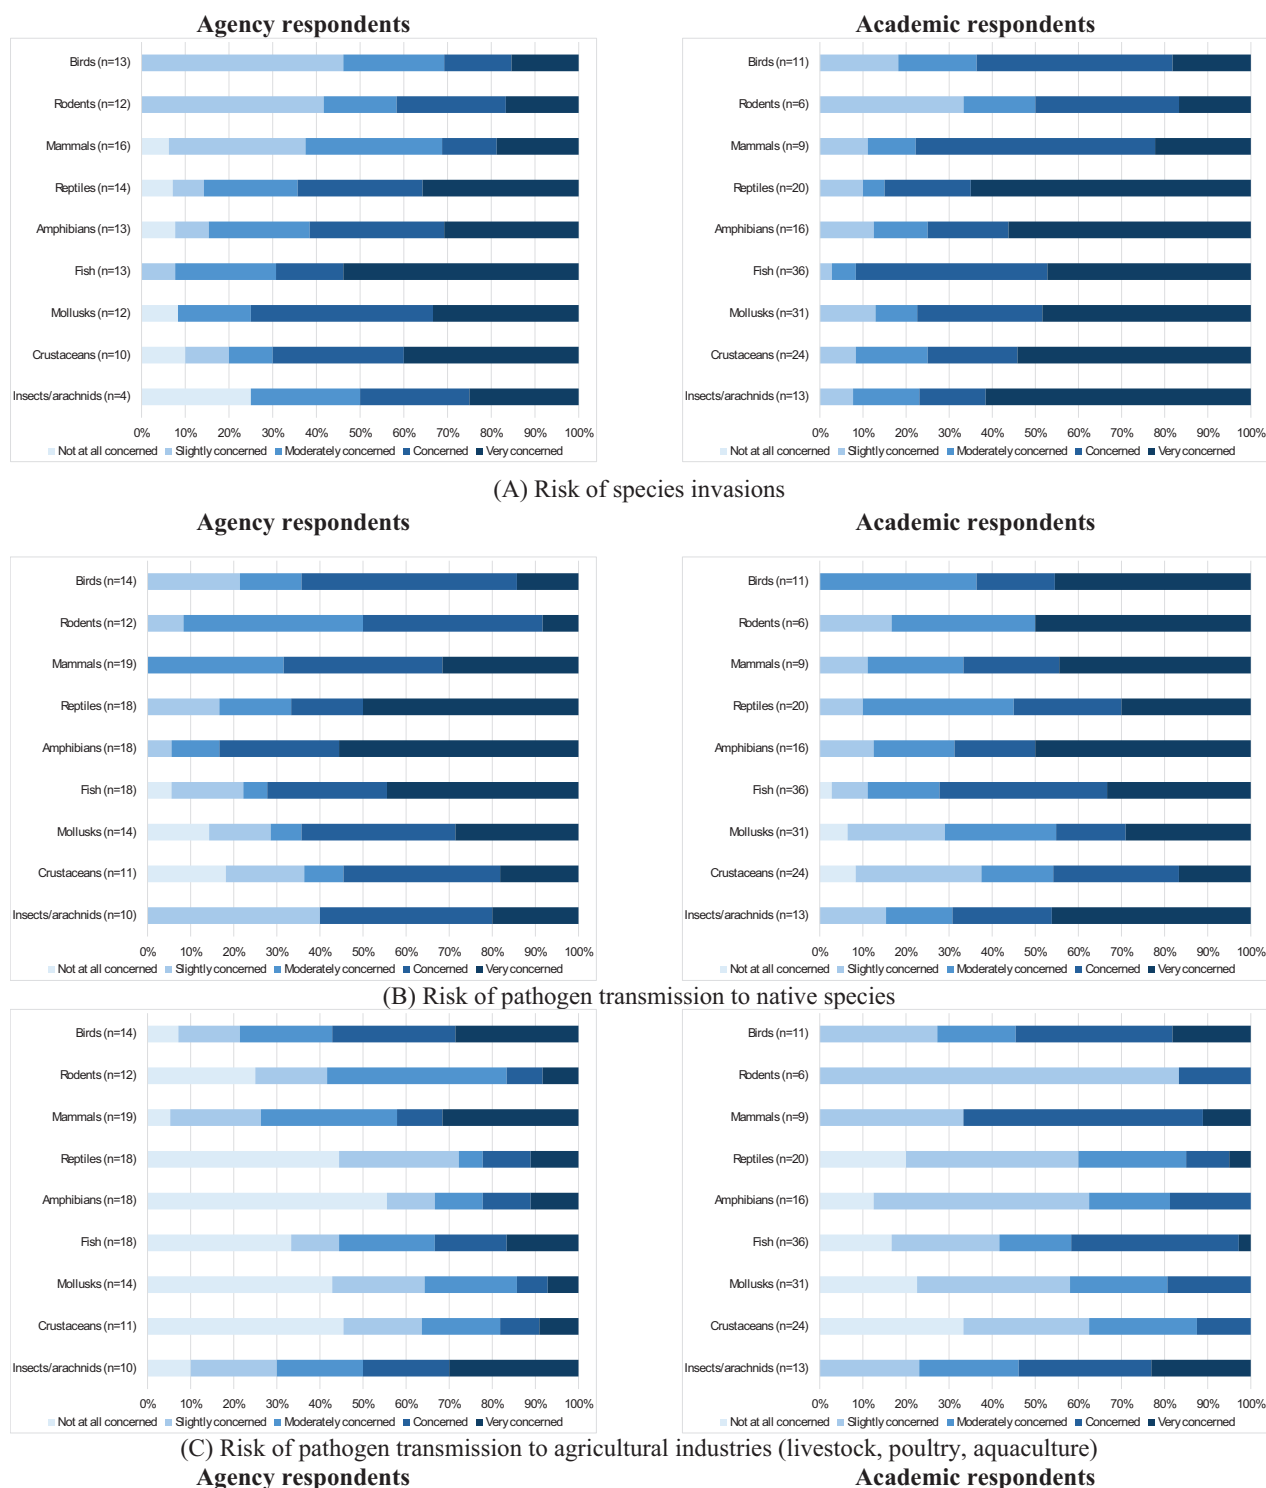 Agency respondents
Academic respondents
Birds (n=13)
Rodents (n=12)
Mammals (n=16)
Reptiles (n=14)
Amphibians (n=13)
Fish (n=13)
Mollusks (n=12)
Crustaceans (n=10)
Insects/arachnids (n=4)
0% 10% 20% 30% 40% 50% 60% 70% 80% 90% 100%
Not at all concerned Slightly concerned Moderately concerned Concerned Very concerned
Birds (n=11)
Rodents (n=6)
Mammals (n=9)
Reptiles (n=20)
Amphibians (n=16)
Fish (n=36)
Mollusks (n=31)
Crustaceans (n=24)
Insects/arachnids (n=13)
0% 10% 20% 30% 40% 50% 60% 70% 80% 90% 100%
Not at all concerned Slightly concerned Moderately concerned Concerned Very concerned
(A) Risk of species invasions
Agency respondents
Academic respondents
Birds (n=14)
Rodents (n=12)
Mammals (n=19)
Reptiles (n=18)
Amphibians (n=18)
Fish (n=18)
Mollusks (n=14)
Crustaceans (n=11)
Insects/arachnids (n=10)
0% 10% 20% 30% 40% 50% 60% 70% 80% 90% 100%
Not at all concerned Slightly concerned Moderately concerned Concerned Very concerned
Birds (n=11)
Rodents (n=6)
Mammals (n=9)
Reptiles (n=20)
Amphibians (n=16)
Fish (n=36)
Mollusks (n=31)
Crustaceans (n=24)
Insects/arachnids (n=13)
0% 10% 20% 30% 40% 50% 60% 70% 80% 90% 100%
Not at all concerned Slightly concerned Moderately concerned Concerned Very concerned
(B) Risk of pathogen transmission to native species
Birds (n=14)
Rodents (n=12)
Mammals (n=19)
Reptiles (n=18)
Amphibians (n=18)
Fish (n=18)
Mollusks (n=14)
Crustaceans (n=11)
Insects/arachnids (n=10)
0% 10% 20% 30% 40% 50% 60% 70% 80% 90% 100%
Not at all concerned Slightly concerned Moderately concerned Concerned Very concerned
Birds (n=11)
Rodents (n=6)
Mammals (n=9)
Reptiles (n=20)
Amphibians (n=16)
Fish (n=36)
Mollusks (n=31)
Crustaceans (n=24)
Insects/arachnids (n=13)
0% 10% 20% 30% 40% 50% 60% 70% 80% 90% 100%
Not at all concerned Slightly concerned Moderately concerned Concerned Very concerned
(C) Risk of pathogen transmission to agricultural industries (livestock, poultry, aquaculture)
Agency respondents
Academic respondents